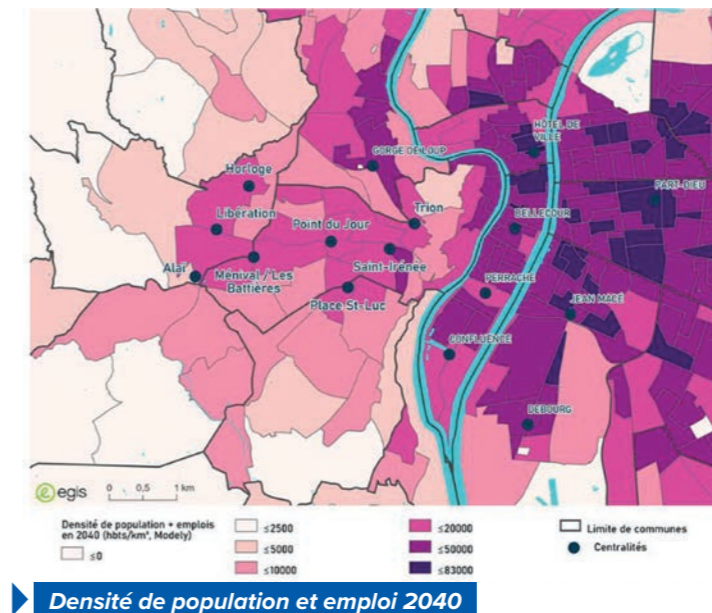 HÔTEL DE
VILLE
GORGE DE LOUP
PART-DIEU
Horloge
Trion
Libération
Point du Jour
BELLECOUR
Alaï
Ménival / Les
Battières
Saint-Irénée
Place St-Luc
PERRACHE
JEAN MACÉ
CONFLUENCE
DEBOURG
egis
0 0,5 1 km
Densité de population + emplois
en 2040 (hbts/km², Modely)
≤0
≤2500
≤5000
≤10000
≤20000
≤50000
≤83000
Limite de communes
Centralités
Densité de population et emploi 2040